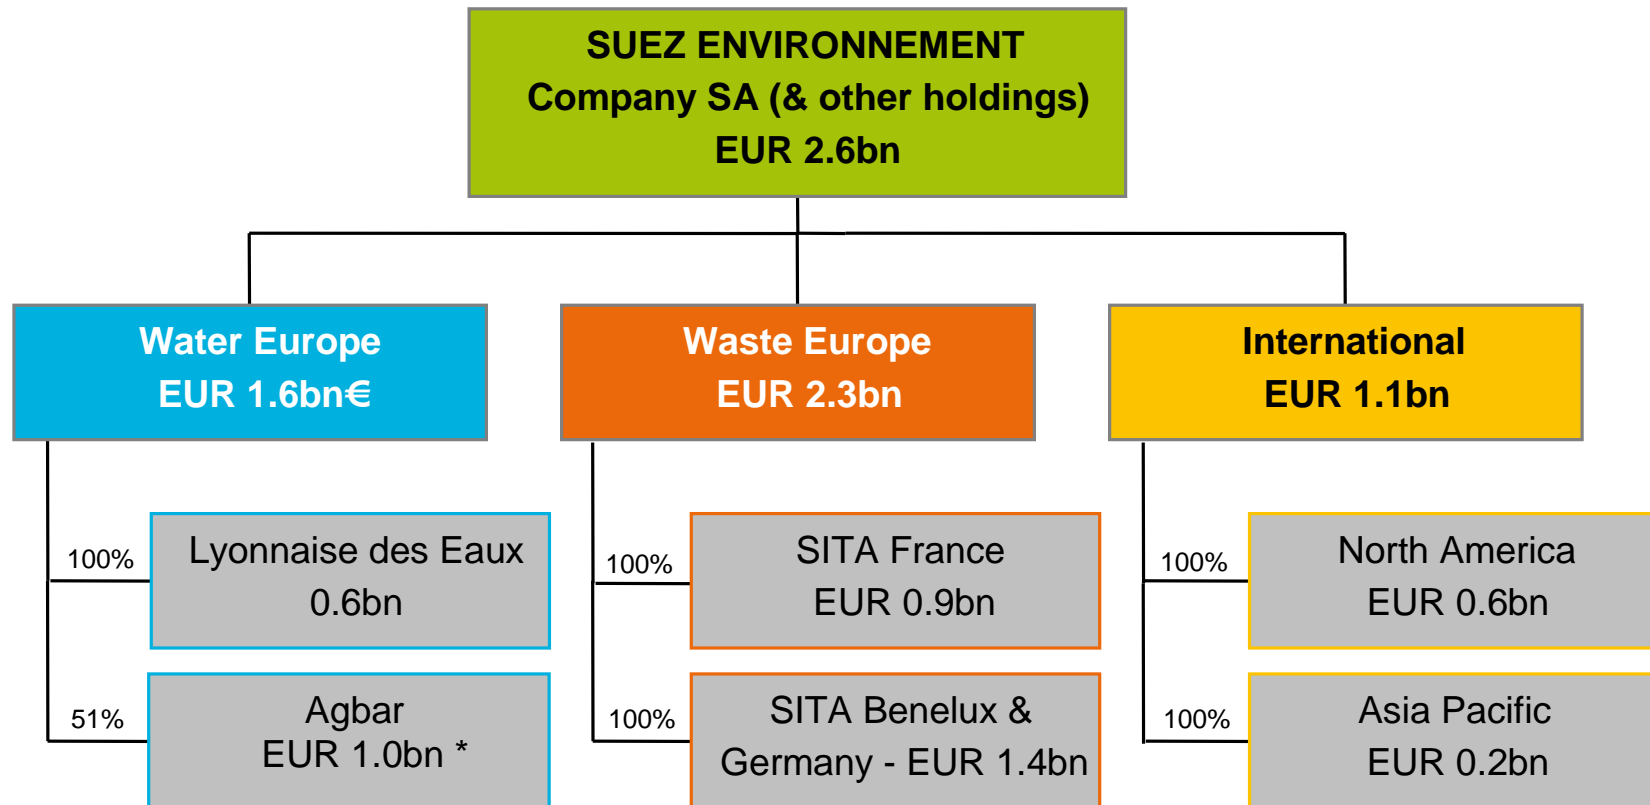 SUEZ ENVIRONNEMENT
Company SA (& other holdings)
EUR 2.6bn
Water Europe
EUR 1.6bn€
Waste Europe
EUR 2.3bn
International
EUR 1.1bn
100%
Lyonnaise des Eaux
0.6bn
100%
SITA France
EUR 0.9bn
100%
North America
EUR 0.6bn
51%
Agbar
EUR 1.0bn *
100%
SITA Benelux &
Germany - EUR 1.4bn
100%
Asia Pacific
EUR 0.2bn